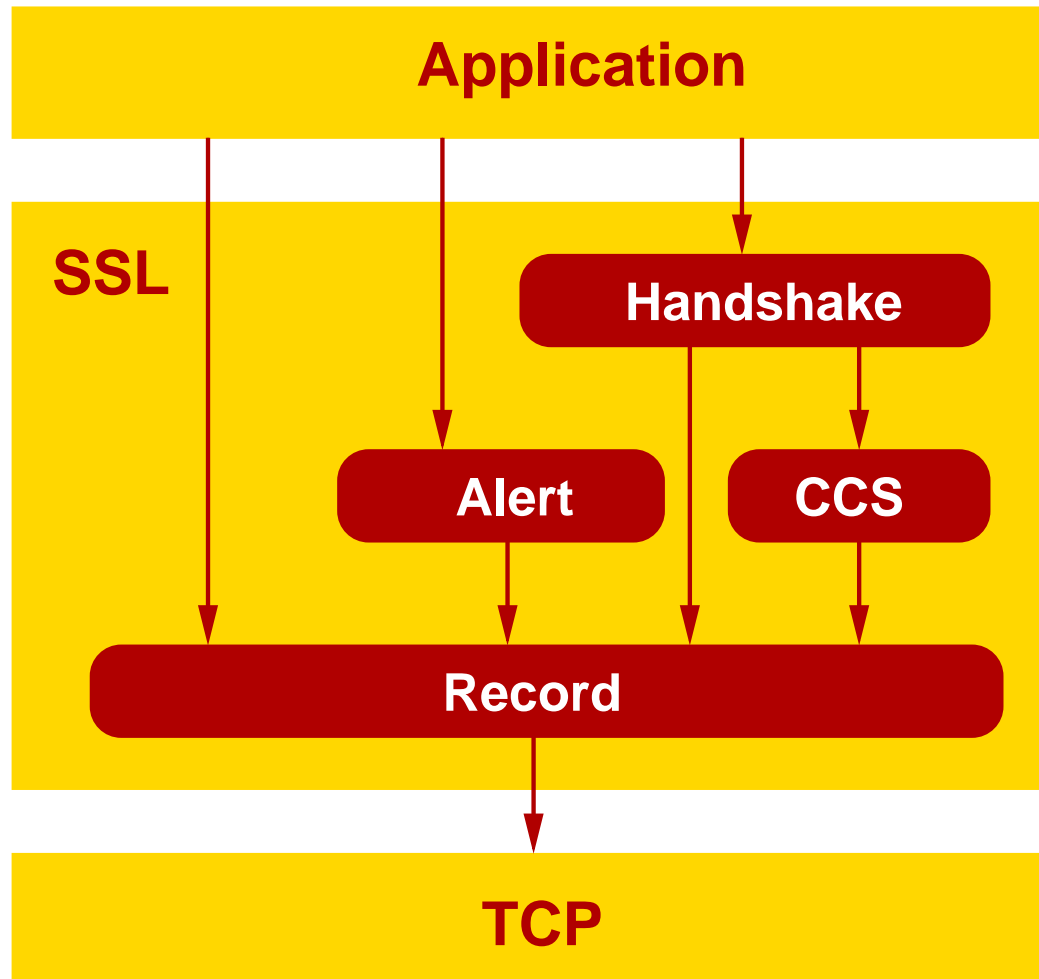 Application
SSL
Handshake
Alert
CCS
Record
TCP